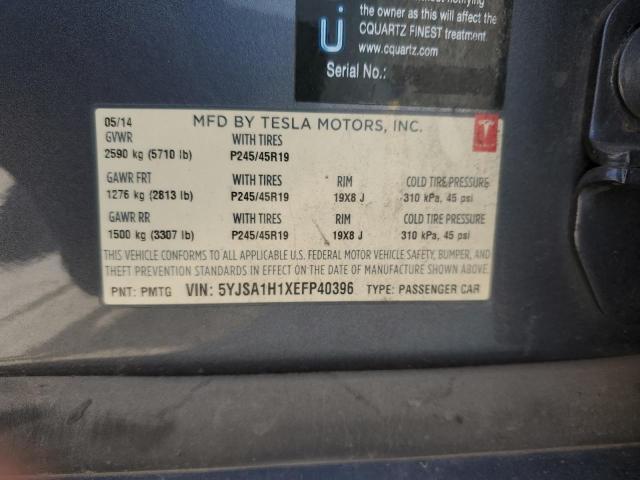 the owner as this will affect the
CQUARTZ FINEST treatment.
www.cquartz.com
Serial No.:
05/14 MFD BY TESLA MOTORS, INC.
GVWR WITH TIRES
2590 kg (5710 lb) P245/45R19
GAWR FRT WITH TIRES RIM COLD TIRE PRESSURE
1276 kg (2813 lb) P245/45R19 19X8 J 310 kPa, 45 psi
GAWR RR WITH TIRES RIM COLD TIRE PRESSURE
1500 kg (3307 lb) P245/45R19 19X8 J 310 kPa, 45 psi
THIS VEHICLE CONFORMS TO ALL APPLICABLE U.S. FEDERAL MOTOR VEHICLE SAFETY, BUMPER, AND
THEFT PREVENTION STANDARDS IN EFFECT ON THE DATE OF MANUFACTURE SHOWN ABOVE.
PNT: PMTG VIN: 5YJSA1H1XEFP40396 TYPE: PASSENGER CAR